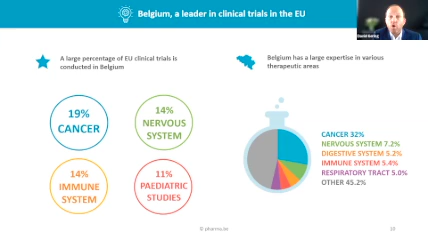 Belgium, a leader in clinical trials in the EU
A large percentage of EU clinical trials is
conducted in Belgium
Belgium has a large expertise in various
therapeutic areas
19%
CANCER
14%
NERVOUS
SYSTEM
14%
IMMUNE
SYSTEM
11%
PAEDIATRIC
STUDIES
CANCER 32%
NERVOUS SYSTEM 7.2%
DIGESTIVE SYSTEM 5.2%
IMMUNE SYSTEM 5.4%
RESPIRATORY TRACT 5.0%
OTHER 45.2%
© pharma.be
10